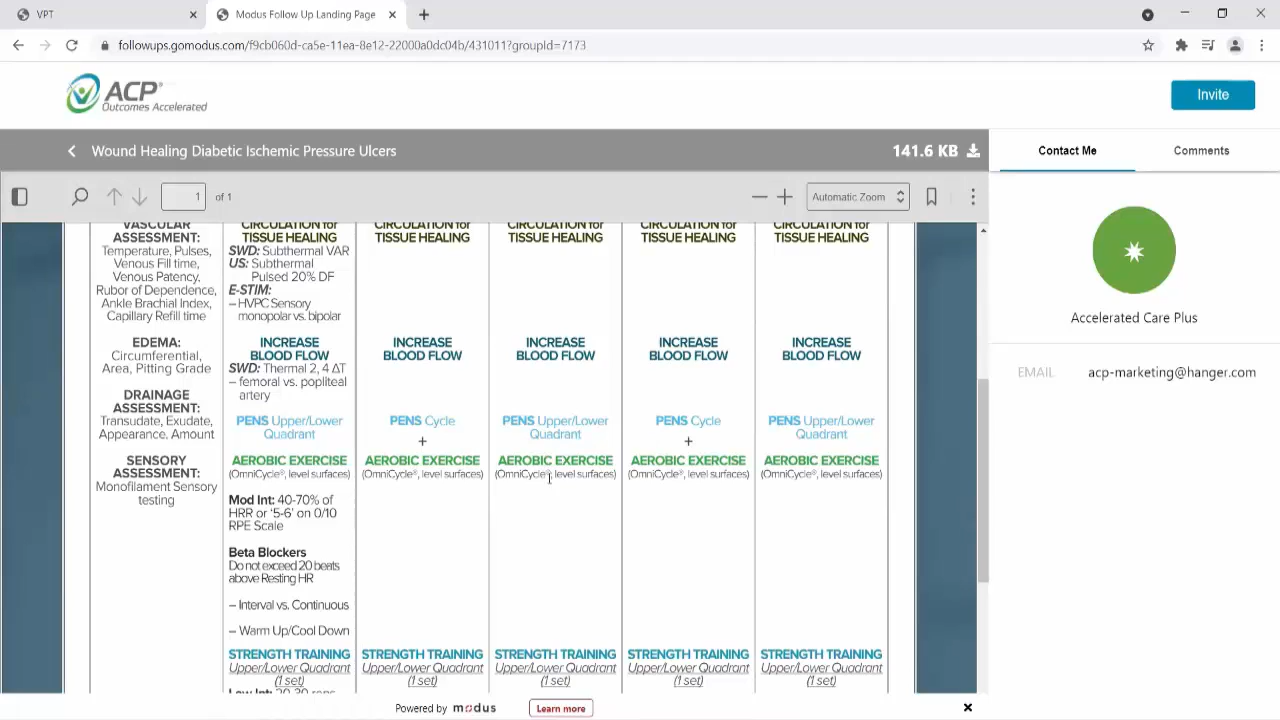 VPT
Modus Follow Up Landing Page
followups.gomodus.com/f9cb060d-ca5e-11ea-8e12-22000a0dc04b/431011?groupId=7173
ACP®
Outcomes Accelerated
Invite
Wound Healing Diabetic Ischemic Pressure Ulcers
141.6 KB
Contact Me
Comments
1
of 1
Automatic Zoom
VASCULAR
ASSESSMENT:
Temperature, Pulses,
Venous Fill time,
Venous Patency,
Rubor of Dependence,
Ankle Brachial Index,
Capillary Refill time
EDEMA:
Circumferential,
Area, Pitting Grade
DRAINAGE
ASSESSMENT:
Transudate, Exudate,
Appearance, Amount
SENSORY
ASSESSMENT:
Monofilament Sensory
testing
CIRCULATION for
TISSUE HEALING
SWD: Subthermal VAR
US: Subthermal
Pulsed 20% DF
E-STIM:
– HVPC Sensory
monopolar vs. bipolar
INCREASE
BLOOD FLOW
SWD: Thermal 2, 4 ΔT
– femoral vs. popliteal
artery
PENS Upper/Lower
Quadrant
AEROBIC EXERCISE
(OmniCycle®, level surfaces)
Mod Int: 40-70% of
HRR or '5-6' on 0/10
RPE Scale
Beta Blockers
Do not exceed 20 beats
above Resting HR
– Interval vs. Continuous
– Warm Up/Cool Down
STRENGTH TRAINING
Upper/Lower Quadrant
(1 set)
Low Int: 20-30 reps
CIRCULATION for
TISSUE HEALING
INCREASE
BLOOD FLOW
PENS Cycle
+
AEROBIC EXERCISE
(OmniCycle®, level surfaces)
STRENGTH TRAINING
Upper/Lower Quadrant
(1 set)
CIRCULATION for
TISSUE HEALING
INCREASE
BLOOD FLOW
PENS Upper/Lower
Quadrant
AEROBIC EXERCISE
(OmniCycle®, level surfaces)
STRENGTH TRAINING
Upper/Lower Quadrant
(1 set)
CIRCULATION for
TISSUE HEALING
INCREASE
BLOOD FLOW
PENS Cycle
+
AEROBIC EXERCISE
(OmniCycle®, level surfaces)
STRENGTH TRAINING
Upper/Lower Quadrant
(1 set)
CIRCULATION for
TISSUE HEALING
INCREASE
BLOOD FLOW
PENS Upper/Lower
Quadrant
AEROBIC EXERCISE
(OmniCycle®, level surfaces)
STRENGTH TRAINING
Upper/Lower Quadrant
(1 set)
Accelerated Care Plus
EMAIL
acp-marketing@hanger.com
Powered by modus
Learn more